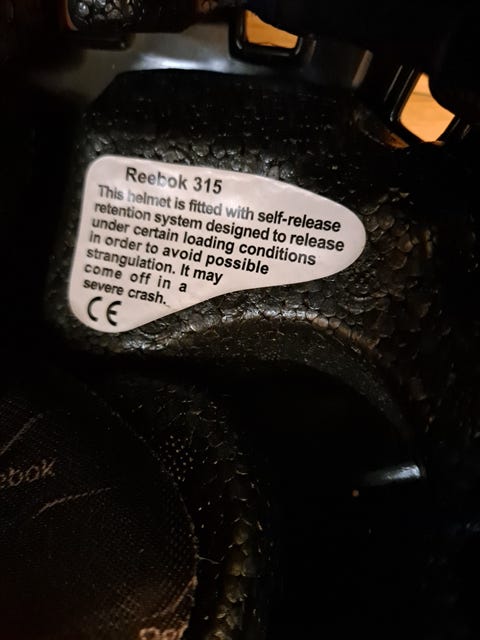 Reebok 315
This helmet is fitted with self-release
retention system designed to release
under certain loading conditions
in order to avoid possible
strangulation. It may
come off in a
severe crash.
CE
ebok